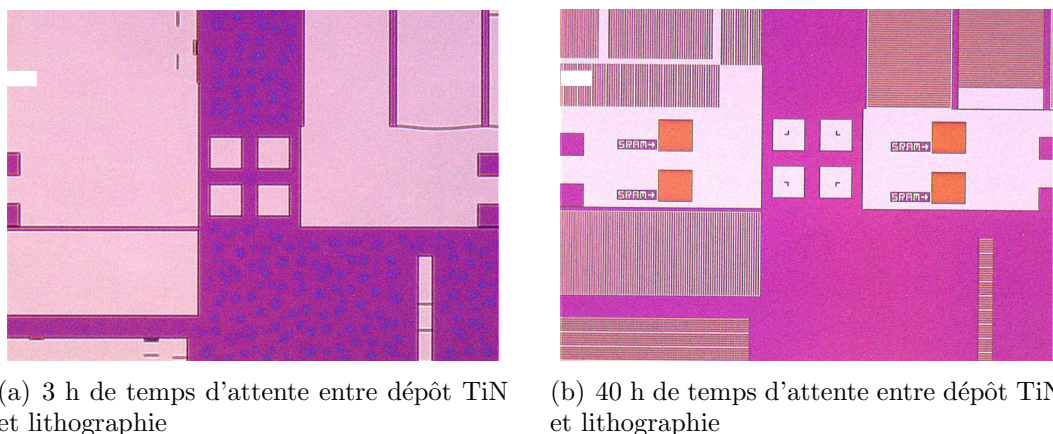 SRAM→
SRAM→
SRAM→
SRAM→
(a) 3 h de temps d'attente entre dépôt TiN
et lithographie
(b) 40 h de temps d'attente entre dépôt TiN
et lithographie